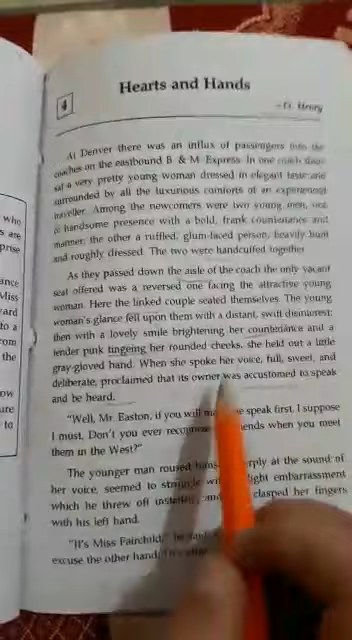 4
Hearts and Hands
-O. Henry
At Denver there was an influx of passengers into the
coaches on the eastbound B. & M. Express. In one coach there
sat a very pretty young woman dressed in elegant taste and
surrounded by all the luxurious comforts of an experienced
traveller. Among the newcomers were two young men, one
of handsome presence with a bold, frank countenance and
manner; the other a ruffled, glum-faced person, heavily built
and roughly dressed. The two were handcuffed together.
As they passed down the aisle of the coach the only vacant
seat offered was a reversed one facing the attractive young
woman. Here the linked couple seated themselves. The young
woman's glance fell upon them with a distant, swift disinterest;
then with a lovely smile brightening her countenance and a
tender pink tingeing her rounded cheeks, she held out a little
gray-gloved hand. When she spoke her voice, full, sweet, and
deliberate, proclaimed that its owner was accustomed to speak
and be heard.
"Well, Mr. Easton, if you will speak first, I suppose
I must. Don't you ever when you meet
them in the West?"
The younger man roused at the sound of
her voice, seemed to struggle embarrassment
which he threw off clasped her fingers
with his left hand.
"It's Miss Fairchild,"
excuse the other hand;
who
s are
prise
ance
Miss
ard
to a
rom
the
ow
ure
to